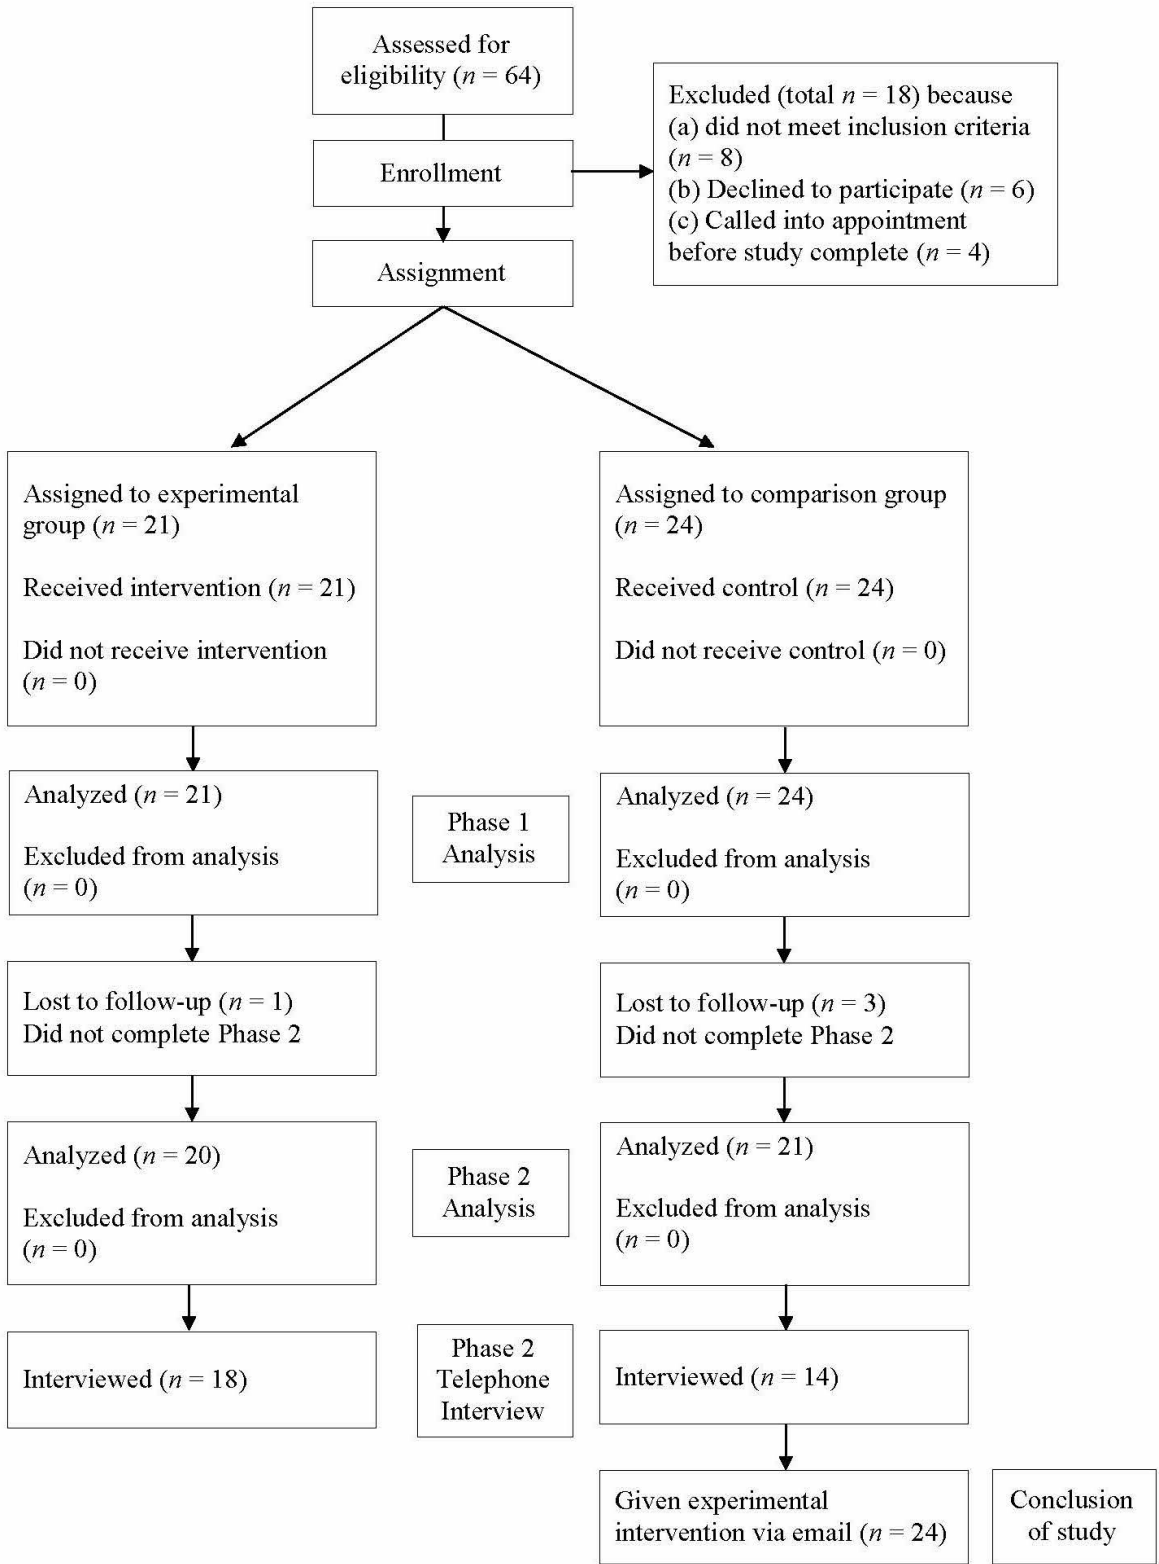 Assessed for
eligibility (n = 64)
Excluded (total n = 18) because
(a) did not meet inclusion criteria
(n = 8)
(b) Declined to participate (n = 6)
(c) Called into appointment
before study complete (n = 4)
Enrollment
Assignment
Assigned to experimental
group (n = 21)
Received intervention (n = 21)
Did not receive intervention
(n = 0)
Assigned to comparison group
(n = 24)
Received control (n = 24)
Did not receive control (n = 0)
Analyzed (n = 21)
Excluded from analysis
(n = 0)
Phase 1
Analysis
Analyzed (n = 24)
Excluded from analysis
(n = 0)
Lost to follow-up (n = 1)
Did not complete Phase 2
Lost to follow-up (n = 3)
Did not complete Phase 2
Analyzed (n = 20)
Excluded from analysis
(n = 0)
Phase 2
Analysis
Analyzed (n = 21)
Excluded from analysis
(n = 0)
Interviewed (n = 18)
Phase 2
Telephone
Interview
Interviewed (n = 14)
Given experimental
intervention via email (n = 24)
Conclusion
of study